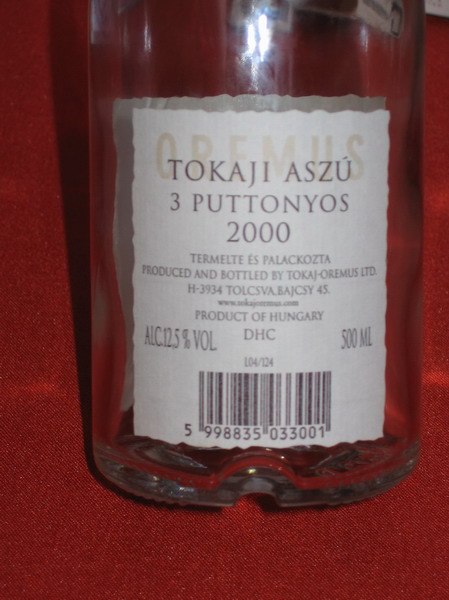 OREMUS
TOKAJI ASZÚ
3 PUTTONYOS
2000
TERMELTE ÉS PALACKOZTA
PRODUCED AND BOTTLED BY TOKAJ-OREMUS LTD.
H-3934 TOLCSVA, BAJCSY 45.
www.tokajoremus.com
PRODUCT OF HUNGARY
ALC.12,5 % VOL. DHC 500 ML
L04/124
5 998835 033001